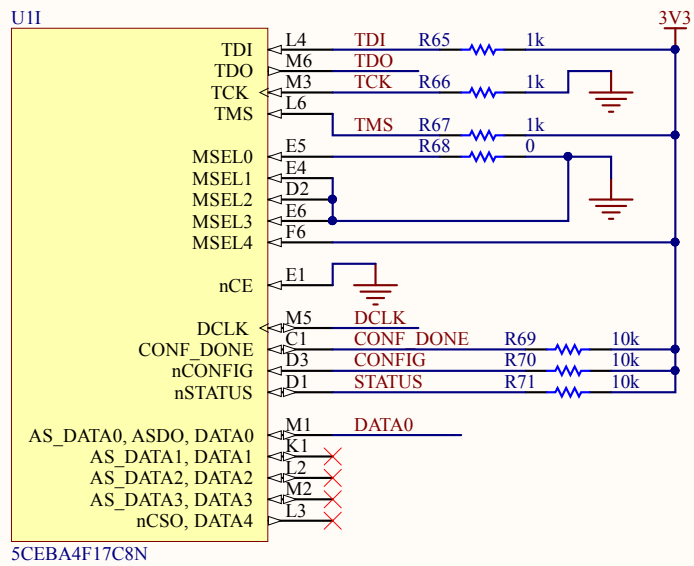 U1I
3V3
TDI L4 TDI R65 1k
TDO M6 TDO
TCK M3 TCK R66 1k
TMS L6
TMS R67 1k
MSEL0 E5 R68 0
MSEL1 E4
MSEL2 D2
MSEL3 E6
MSEL4 F6
nCE E1
DCLK M5 DCLK
CONF_DONE C1 CONF_DONE R69 10k
nCONFIG D3 CONFIG R70 10k
nSTATUS D1 STATUS R71 10k
AS_DATA0, ASDO, DATA0 M1 DATA0
AS_DATA1, DATA1 K1
AS_DATA2, DATA2 L2
AS_DATA3, DATA3 M2
nCSO, DATA4 L3
5CEBA4F17C8N